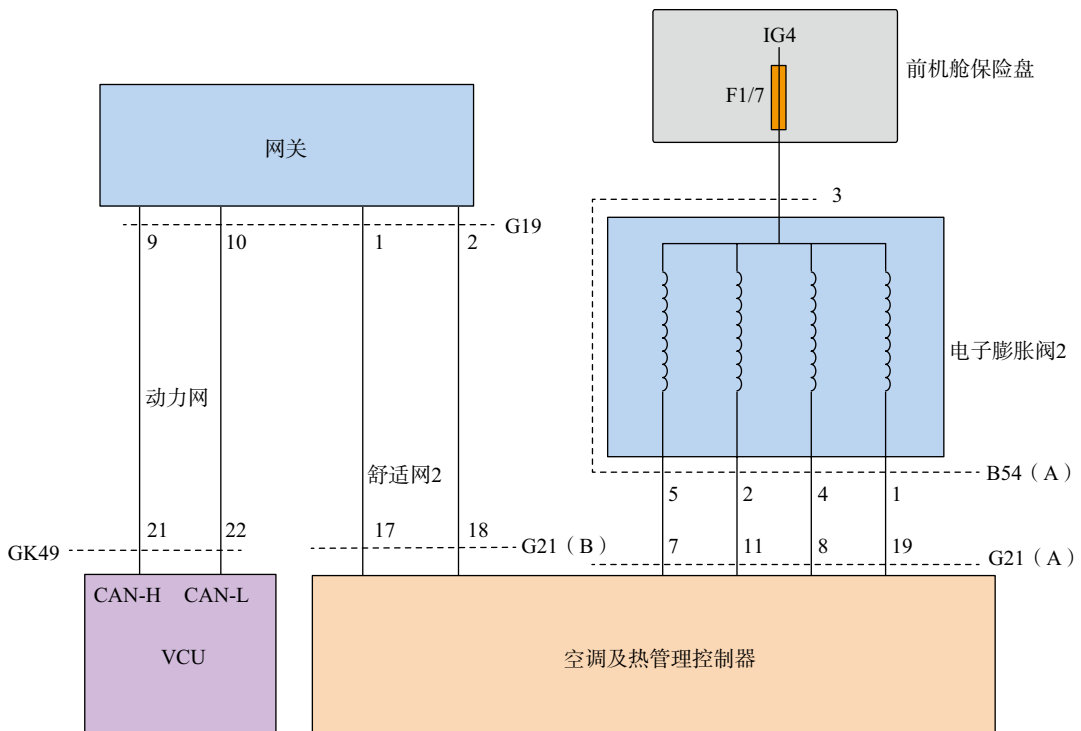 IG4
前机舱保险盘
F1/7
网关
3
G19
9
10
1
2
电子膨胀阀2
动力网
舒适网2
B54（A）
5
2
4
1
21
22
17
18
GK49
G21（B）
7
11
8
19
G21（A）
CAN-H
CAN-L
VCU
空调及热管理控制器